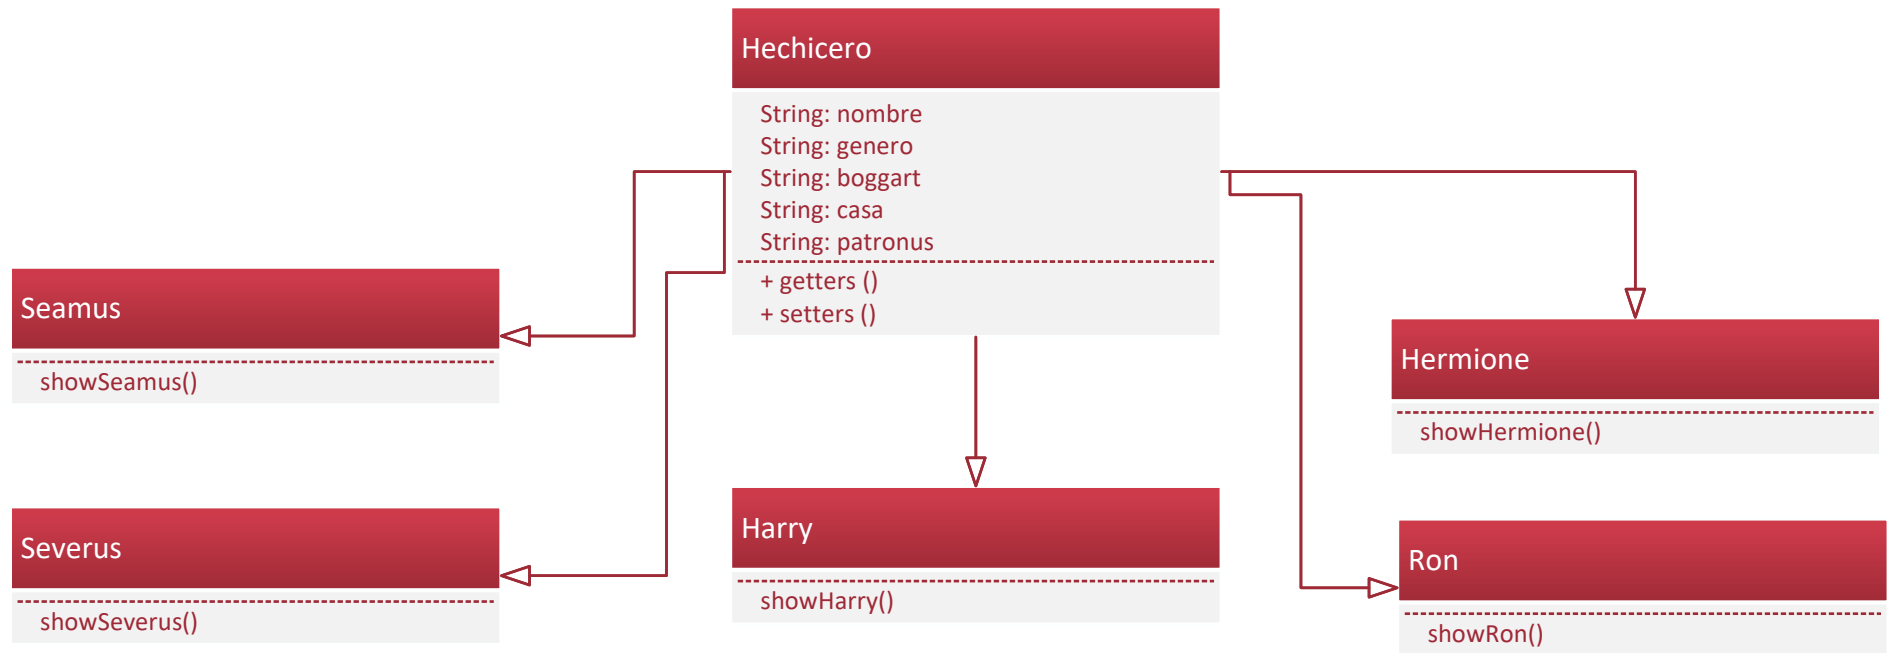 Hechicero
String: nombre
String: genero
String: boggart
String: casa
String: patronus
+ getters ()
+ setters ()
Seamus
showSeamus()
Severus
showSeverus()
Harry
showHarry()
Hermione
showHermione()
Ron
showRon()